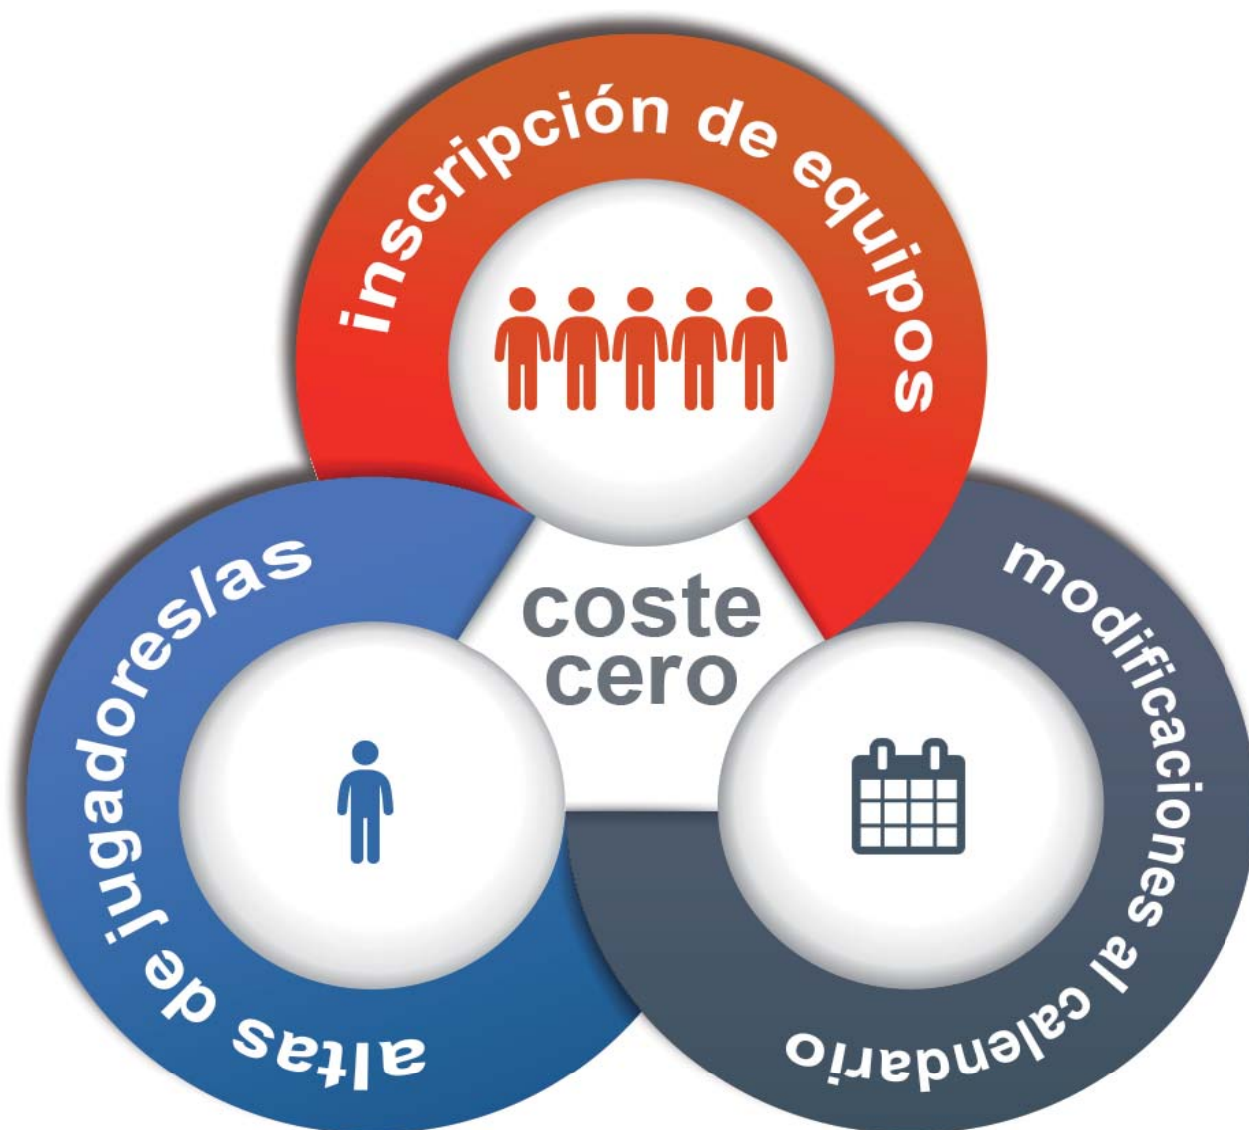 inscripción de equipos
altas de jugadores/as
coste
cero
modificaciones al calendario